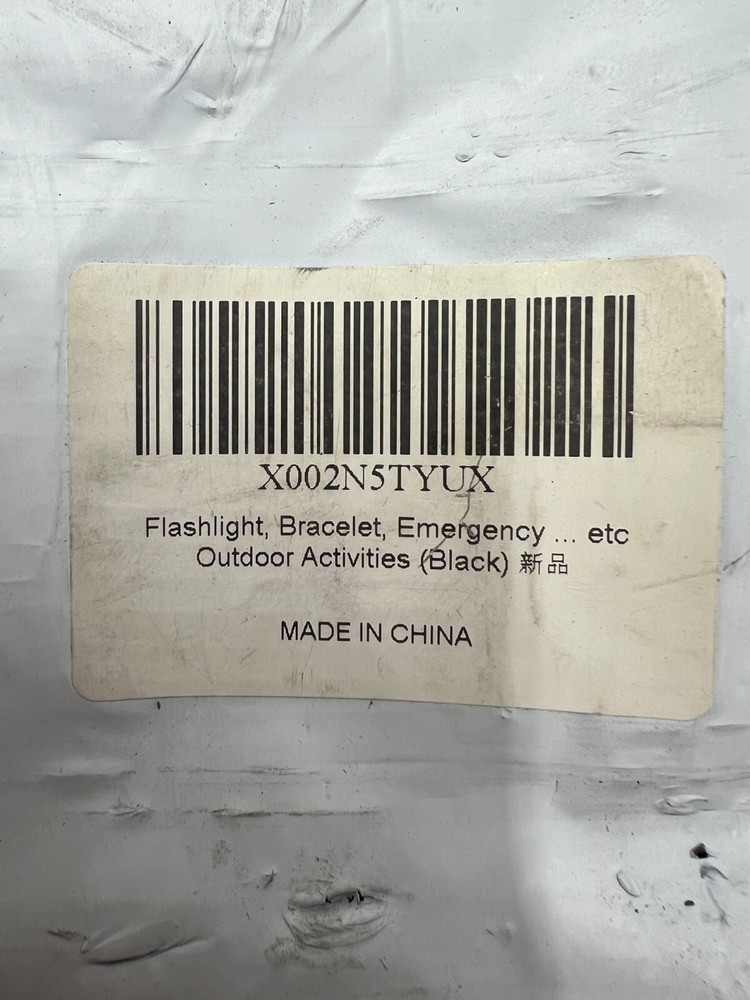 X002N5TYUX
Flashlight, Bracelet, Emergency ... etc
Outdoor Activities (Black) 新品
MADE IN CHINA